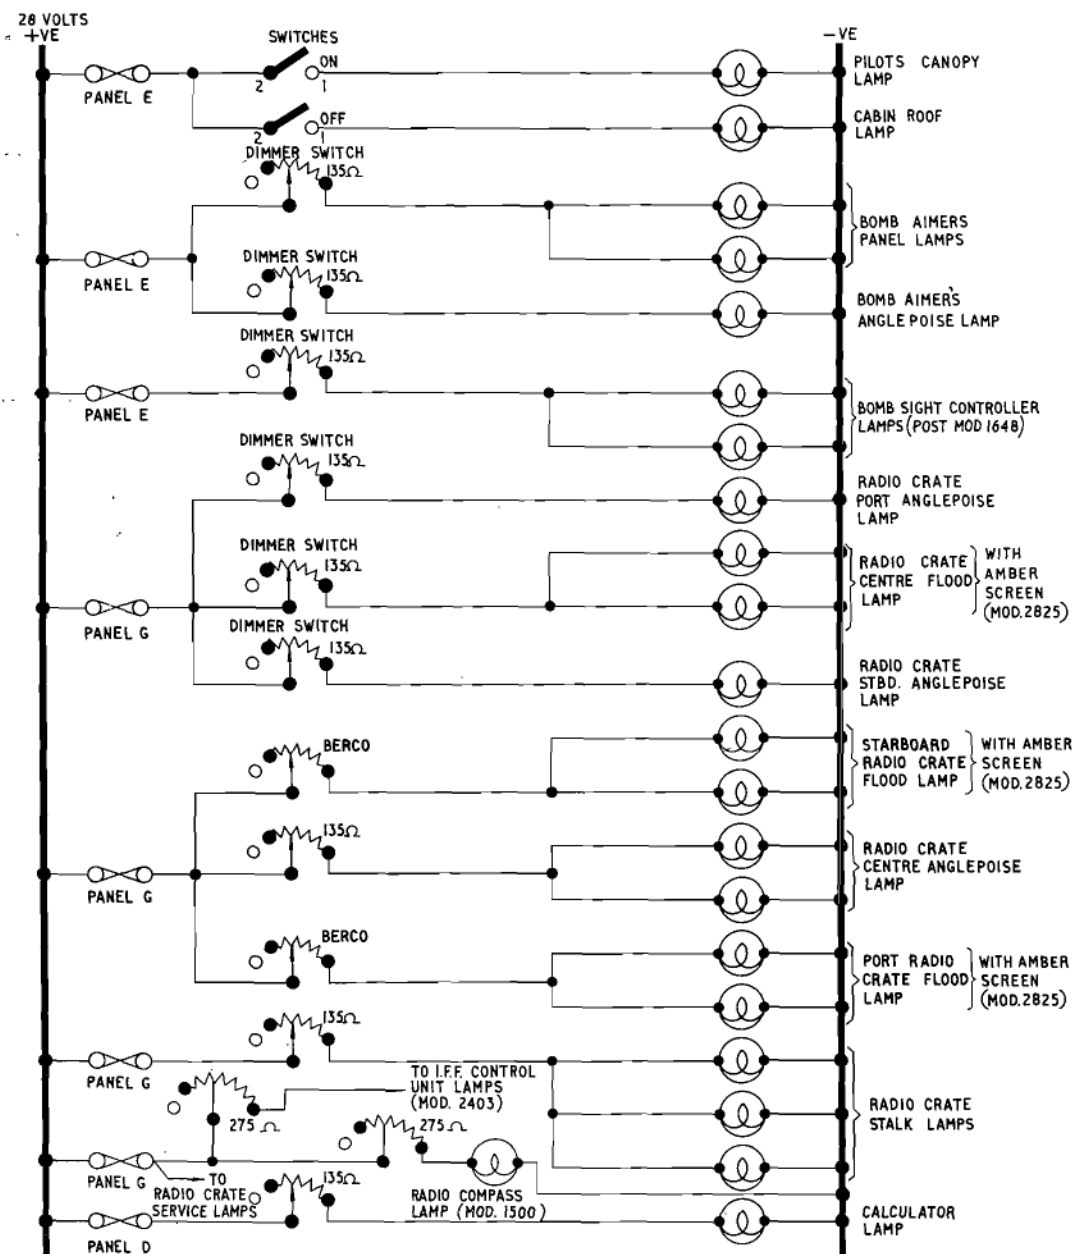 28 VOLTS
+VE
-VE
SWITCHES
ON
2
1
PANEL E
PILOTS CANOPY
LAMP
OFF
2
1
CABIN ROOF
LAMP
DIMMER SWITCH
135Ω
BOMB AIMERS
PANEL LAMPS
PANEL E
DIMMER SWITCH
135Ω
BOMB AIMER'S
ANGLEPOISE LAMP
DIMMER SWITCH
135Ω
PANEL E
BOMB SIGHT CONTROLLER
LAMPS (POST MOD 1648)
DIMMER SWITCH
135Ω
RADIO CRATE
PORT ANGLEPOISE
LAMP
DIMMER SWITCH
135Ω
RADIO CRATE
CENTRE FLOOD
LAMP
WITH
AMBER
SCREEN
(MOD.2825)
PANEL G
DIMMER SWITCH
135Ω
RADIO CRATE
STBD. ANGLEPOISE
LAMP
BERCO
STARBOARD
RADIO CRATE
FLOOD LAMP
WITH AMBER
SCREEN
(MOD.2825)
135Ω
RADIO CRATE
CENTRE ANGLEPOISE
LAMP
PANEL G
BERCO
PORT RADIO
CRATE FLOOD
LAMP
WITH AMBER
SCREEN
(MOD.2825)
135Ω
PANEL G
TO I.F.F. CONTROL
UNIT LAMPS
(MOD. 2403)
275Ω
275Ω
RADIO CRATE
STALK LAMPS
PANEL G
TO
RADIO CRATE
SERVICE LAMPS
135Ω
RADIO COMPASS
LAMP (MOD. 1500)
CALCULATOR
LAMP
PANEL D